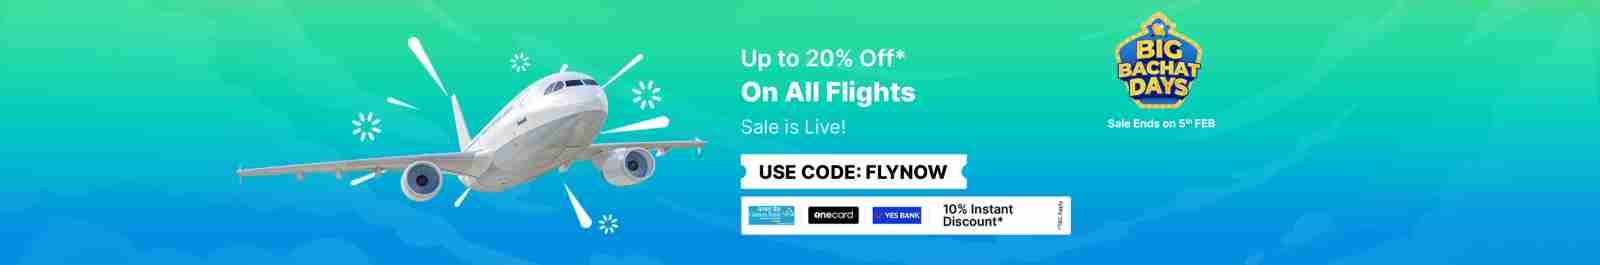 Up to 20% Off*
On All Flights
Sale is Live!
USE CODE: FLYNOW
onecard
YES BANK
10% Instant
Discount*
*T&C Apply
BIG
BACHAT
DAYS
Sale Ends on 5th FEB